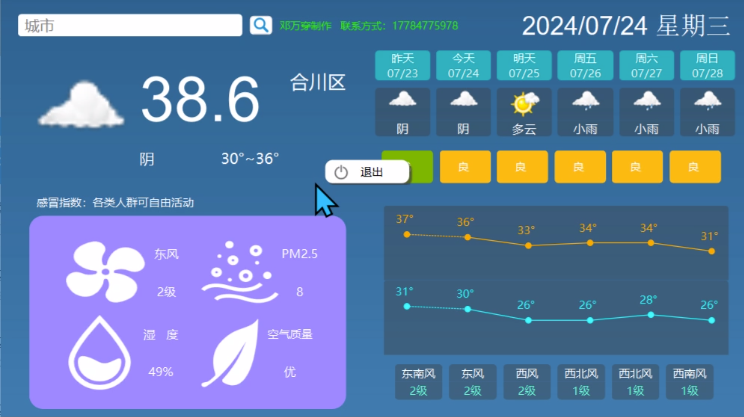 城市
邓万穿制作 联系方式：17784775978
2024/07/24 星期三
38.6
合川区
阴
30°~36°
感冒指数：各类人群可自由活动
东风
2级
PM2.5
8
湿 度
49%
空气质量
优
退出
昨天 今天 明天 周五 周六 周日
07/23 07/24 07/25 07/26 07/27 07/28
阴 阴 多云 小雨 小雨 小雨
良 良 良 良 良
37° 36° 33° 34° 34° 31°
31° 30° 26° 26° 28° 26°
东南风 东风 西风 西北风 西北风 西南风
2级 2级 2级 1级 1级 1级